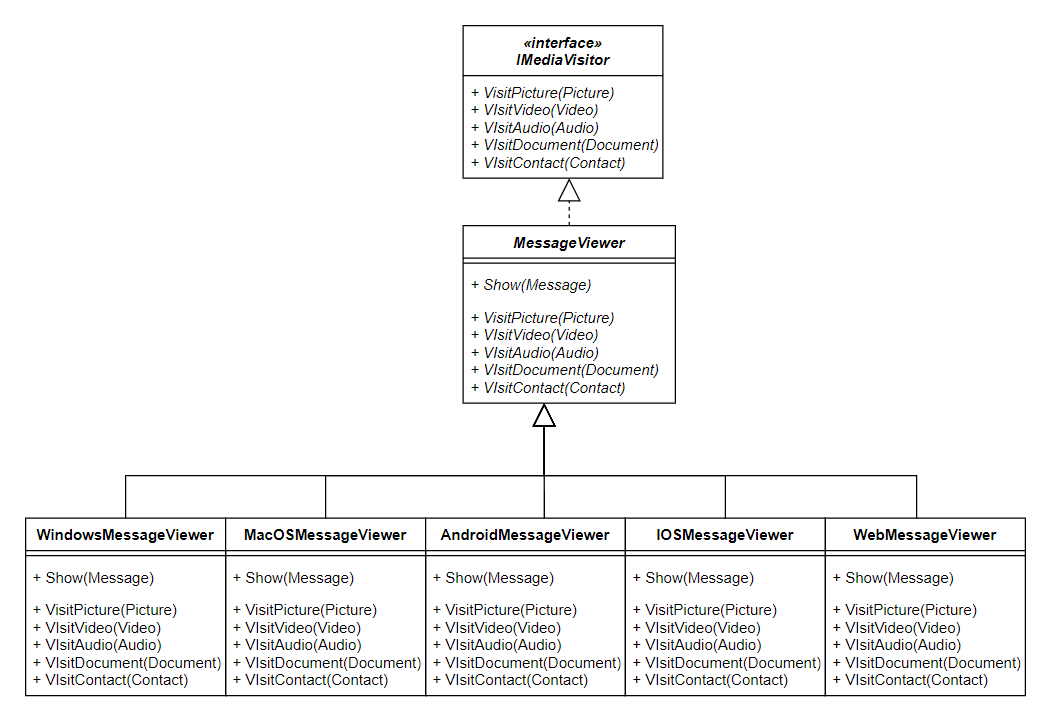 «interface»
IMediaVisitor
+ VisitPicture(Picture)
+ VIsitVideo(Video)
+ VIsitAudio(Audio)
+ VIsitDocument(Document)
+ VIsitContact(Contact)
MessageViewer
+ Show(Message)
+ VisitPicture(Picture)
+ VIsitVideo(Video)
+ VIsitAudio(Audio)
+ VIsitDocument(Document)
+ VIsitContact(Contact)
WindowsMessageViewer
+ Show(Message)
+ VisitPicture(Picture)
+ VIsitVideo(Video)
+ VIsitAudio(Audio)
+ VIsitDocument(Document)
+ VIsitContact(Contact)
MacOSMessageViewer
+ Show(Message)
+ VisitPicture(Picture)
+ VIsitVideo(Video)
+ VIsitAudio(Audio)
+ VIsitDocument(Document)
+ VIsitContact(Contact)
AndroidMessageViewer
+ Show(Message)
+ VisitPicture(Picture)
+ VIsitVideo(Video)
+ VIsitAudio(Audio)
+ VIsitDocument(Document)
+ VIsitContact(Contact)
IOSMessageViewer
+ Show(Message)
+ VisitPicture(Picture)
+ VIsitVideo(Video)
+ VIsitAudio(Audio)
+ VIsitDocument(Document)
+ VIsitContact(Contact)
WebMessageViewer
+ Show(Message)
+ VisitPicture(Picture)
+ VIsitVideo(Video)
+ VIsitAudio(Audio)
+ VIsitDocument(Document)
+ VIsitContact(Contact)